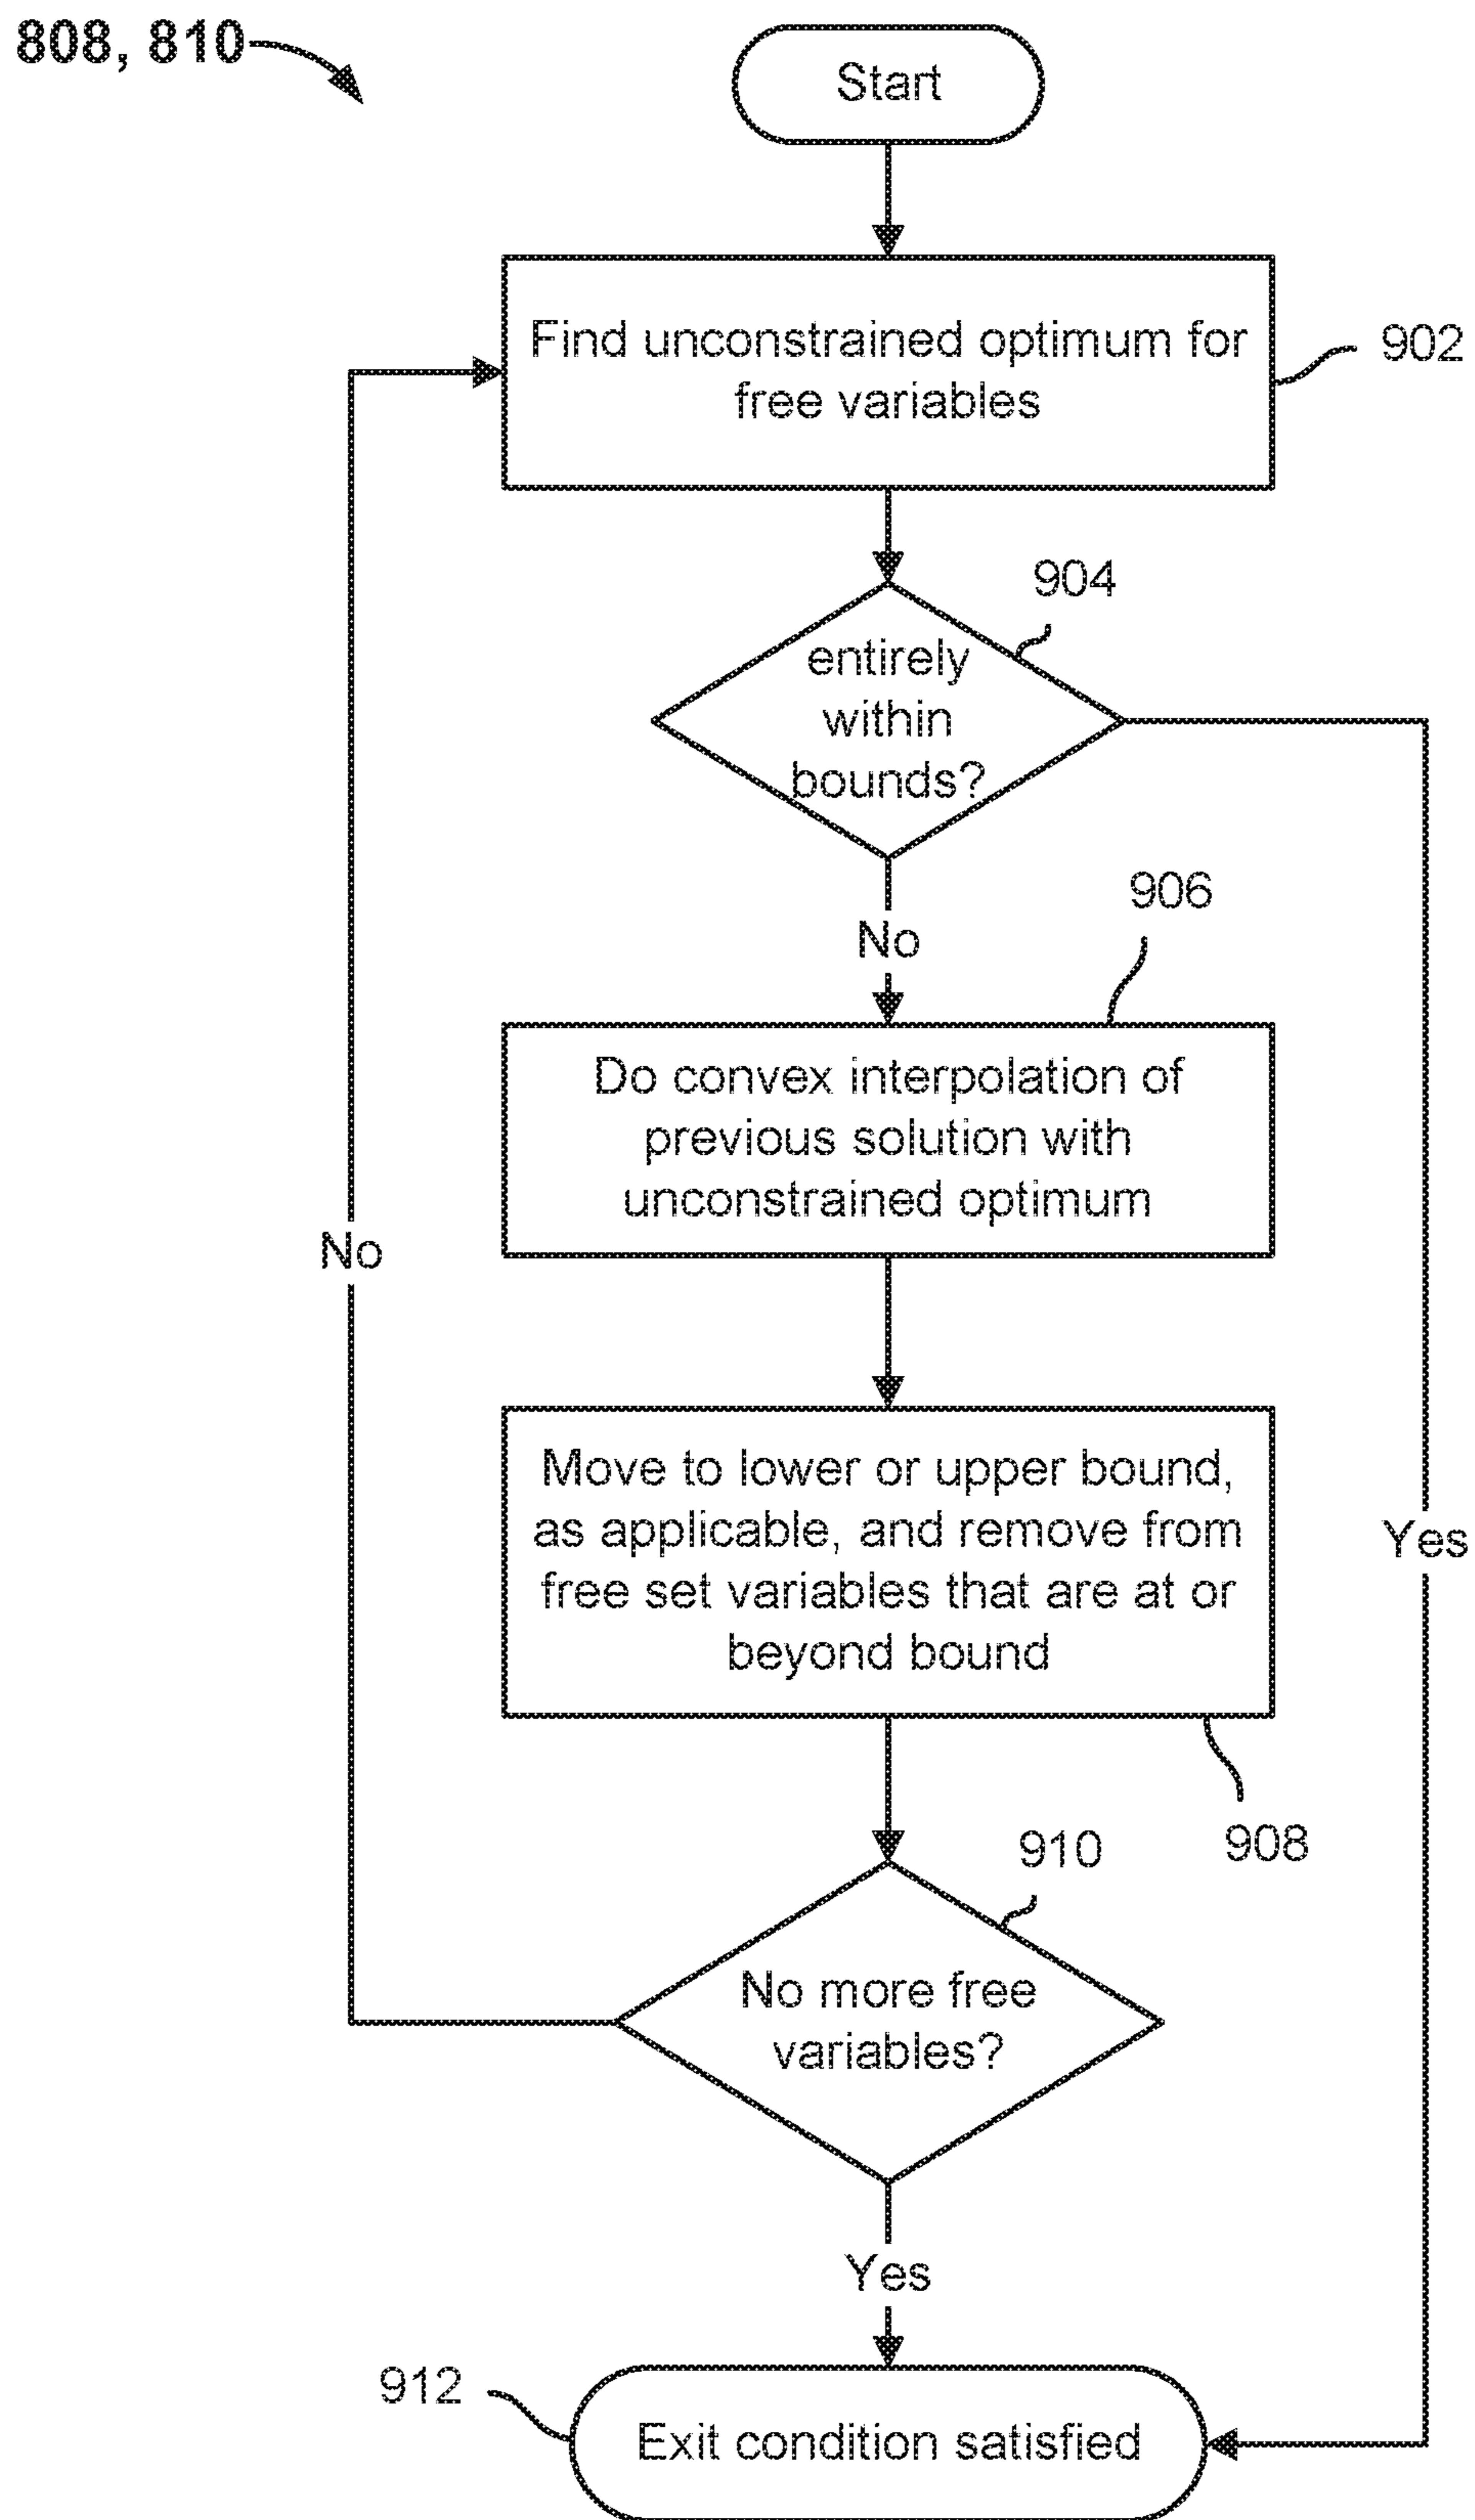 808, 810
Start
Find unconstrained optimum for
free variables
902
904
entirely
within
bounds?
906
No
Do convex interpolation of
previous solution with
unconstrained optimum
No
Move to lower or upper bound,
as applicable, and remove from
free set variables that are at or
beyond bound
Yes
908
910
No more free
variables?
Yes
912
Exit condition satisfied